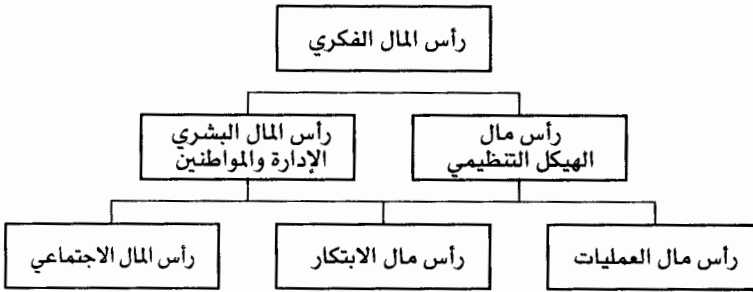 رأس المال الفكري
رأس مال
الهيكل التنظيمي
رأس المال البشري
الإدارة والمواطنين
رأس مال العمليات
رأس مال الابتكار
رأس المال الاجتماعي